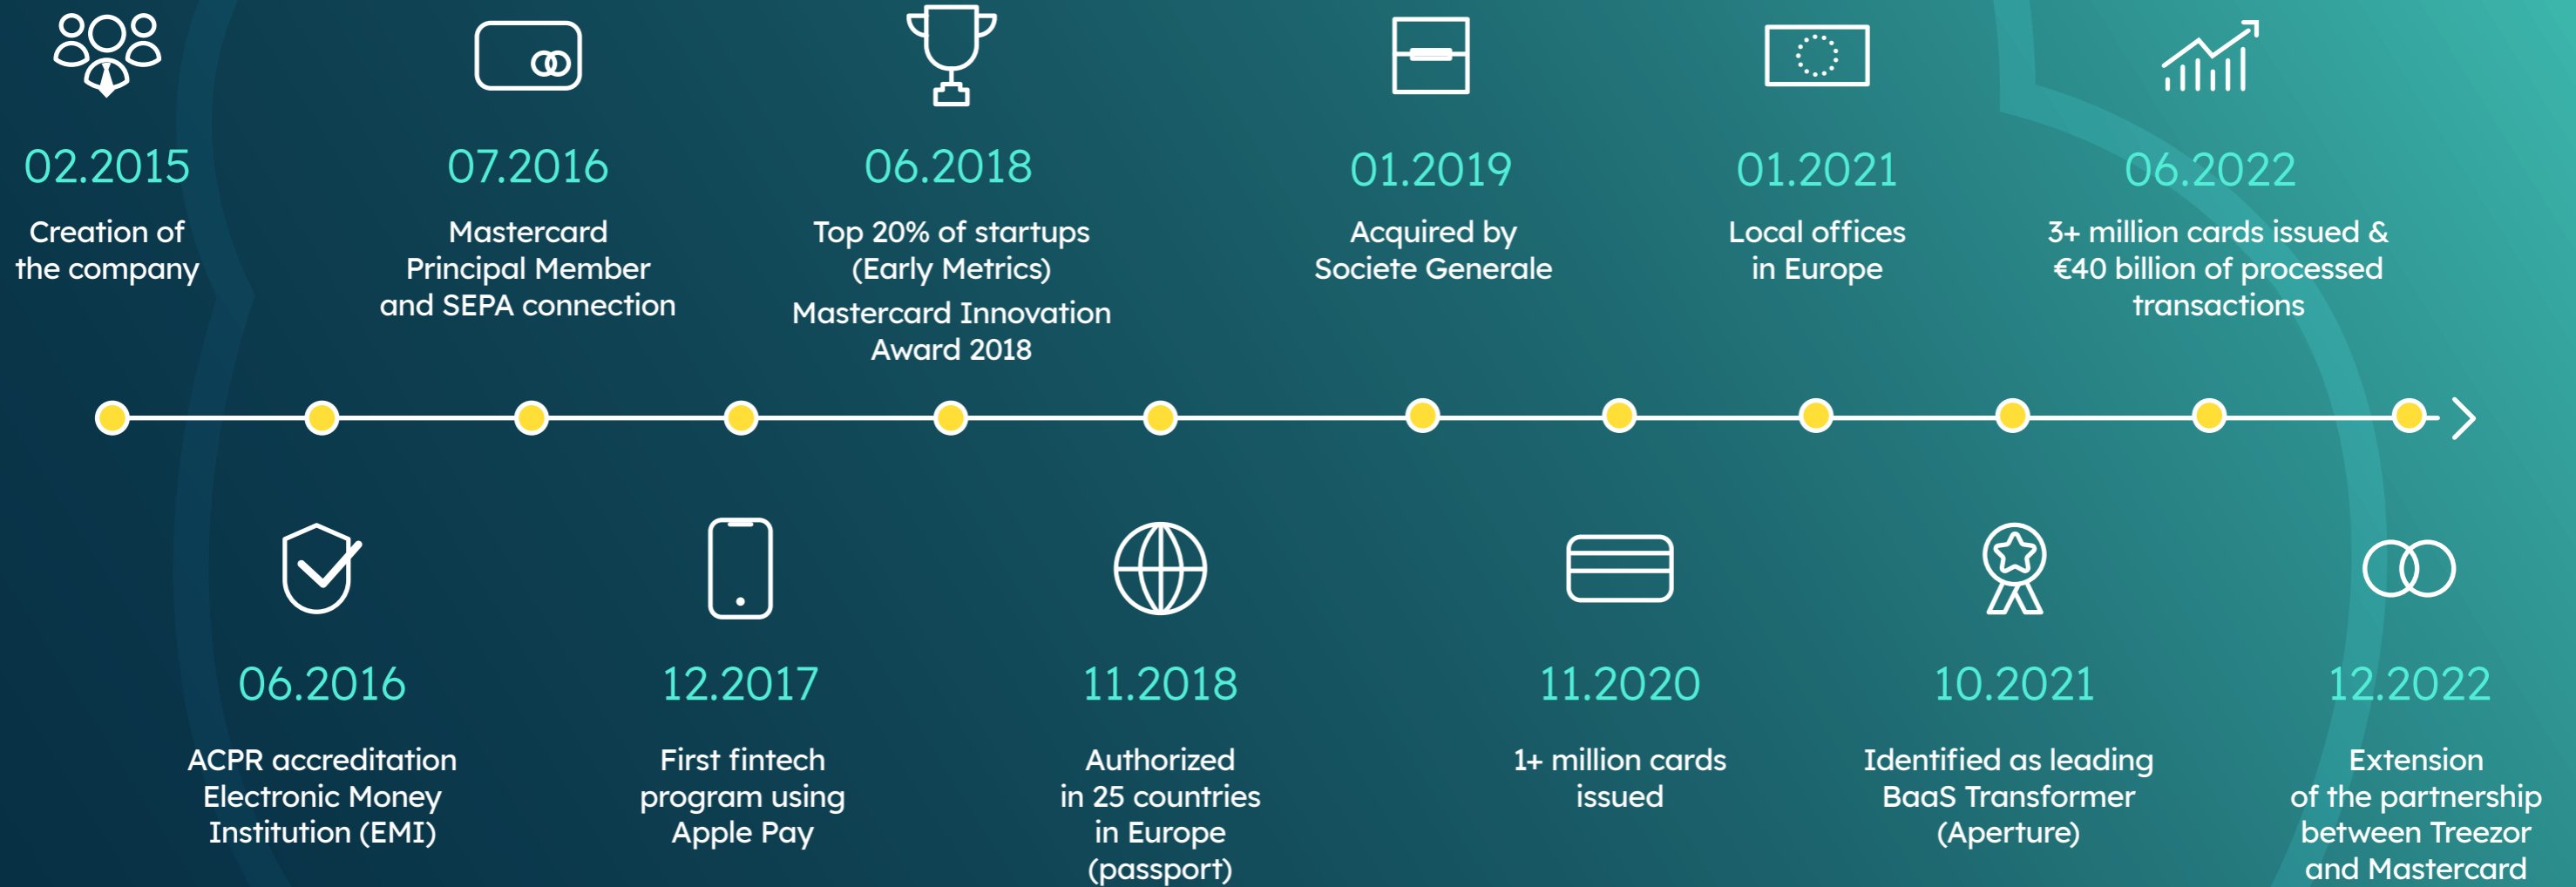 02.2015
Creation of
the company
07.2016
Mastercard
Principal Member
and SEPA connection
06.2018
Top 20% of startups
(Early Metrics)
Mastercard Innovation
Award 2018
01.2019
Acquired by
Societe Generale
01.2021
Local offices
in Europe
06.2022
3+ million cards issued &
€40 billion of processed
transactions
06.2016
ACPR accreditation
Electronic Money
Institution (EMI)
12.2017
First fintech
program using
Apple Pay
11.2018
Authorized
in 25 countries
in Europe
(passport)
11.2020
1+ million cards
issued
10.2021
Identified as leading
BaaS Transformer
(Aperture)
12.2022
Extension
of the partnership
between Treezor
and Mastercard